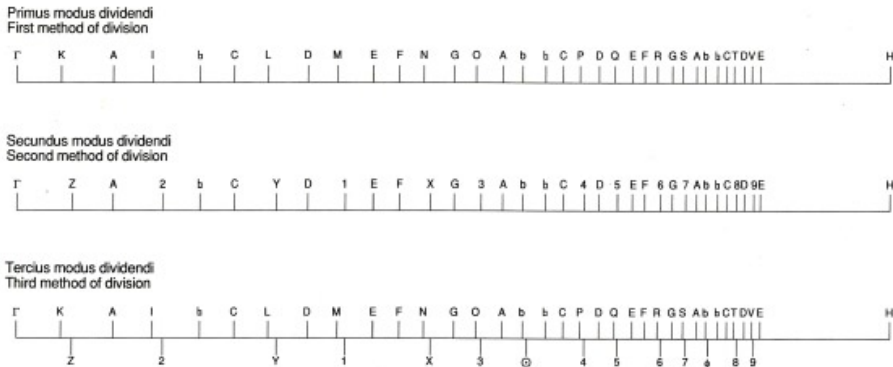 Primus modus dividendi
First method of division
Γ K A I ♮ C L D M E F N G O A b ♮ C P D Q E F R G S A b ♮ C T D V E H
Secundus modus dividendi
Second method of division
Γ Z A 2 ♮ C Y D 1 E F X G 3 A b ♮ C 4 D 5 E F 6 G 7 A b ♮ C 8 D 9 E H
Tercius modus dividendi
Third method of division
Γ K A I ♮ C L D M E F N G O A b ♮ C P D Q E F R G S A b ♮ C T D V E H
Z 2 Y 1 X 3 ⊙ 4 5 6 7 8 9